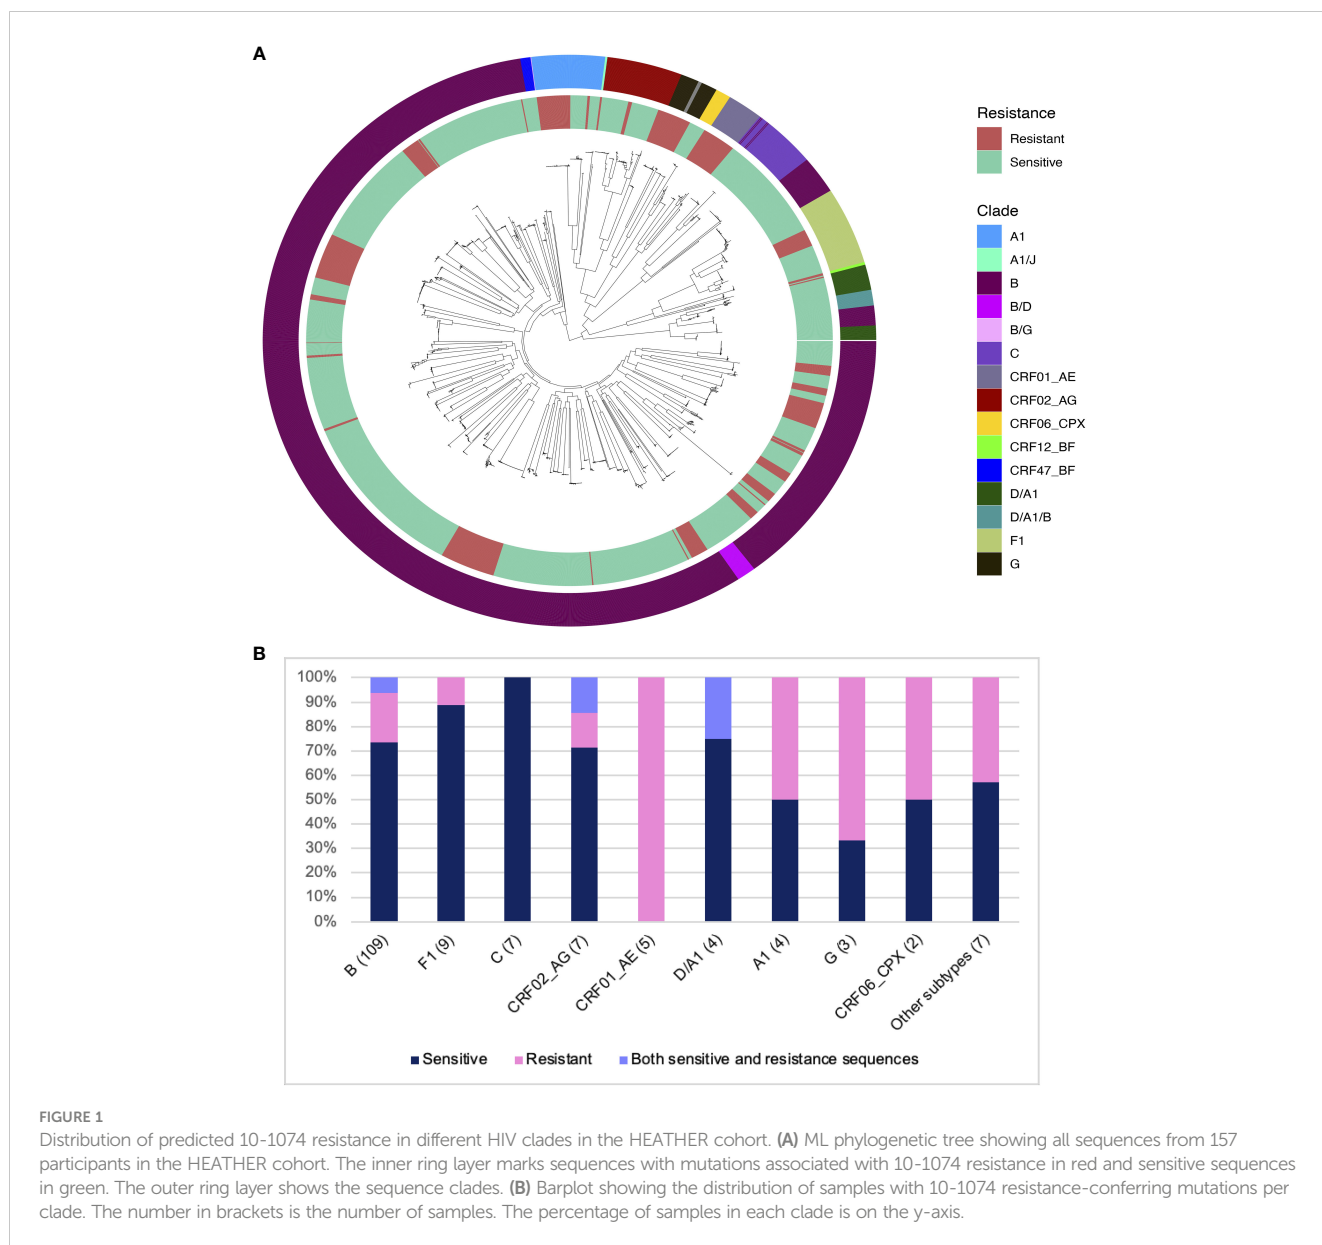 A
Resistance
Resistant
Sensitive
Clade
A1
A1/J
B
B/D
B/G
C
CRF01_AE
CRF02_AG
CRF06_CPX
CRF12_BF
CRF47_BF
D/A1
D/A1/B
F1
G
B
100%
90%
80%
70%
60%
50%
40%
30%
20%
10%
0%
B (109)
F1 (9)
C (7)
CRF02_AG (7)
CRF01_AE (5)
D/A1 (4)
A1 (4)
G (3)
CRF06_CPX (2)
Other subtypes (7)
Sensitive
Resistant
Both sensitive and resistance sequences
FIGURE 1
Distribution of predicted 10-1074 resistance in different HIV clades in the HEATHER cohort. (A) ML phylogenetic tree showing all sequences from 157
participants in the HEATHER cohort. The inner ring layer marks sequences with mutations associated with 10-1074 resistance in red and sensitive sequences
in green. The outer ring layer shows the sequence clades. (B) Barplot showing the distribution of samples with 10-1074 resistance-conferring mutations per
clade. The number in brackets is the number of samples. The percentage of samples in each clade is on the y-axis.